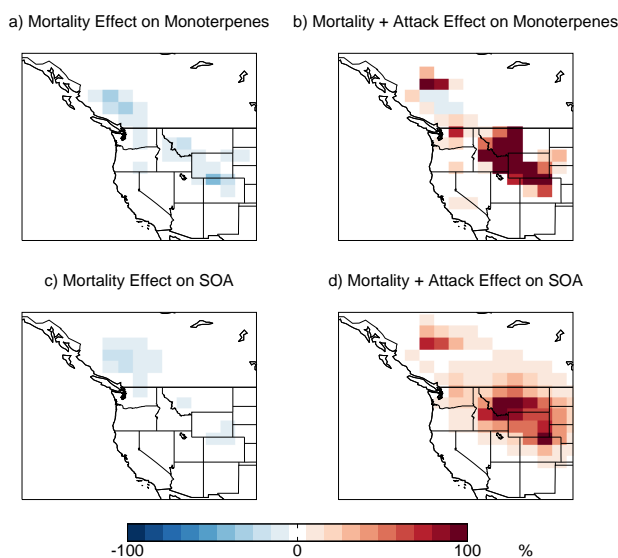 a) Mortality Effect on Monoterpenes
b) Mortality + Attack Effect on Monoterpenes
c) Mortality Effect on SOA
d) Mortality + Attack Effect on SOA
-100 0 100 %